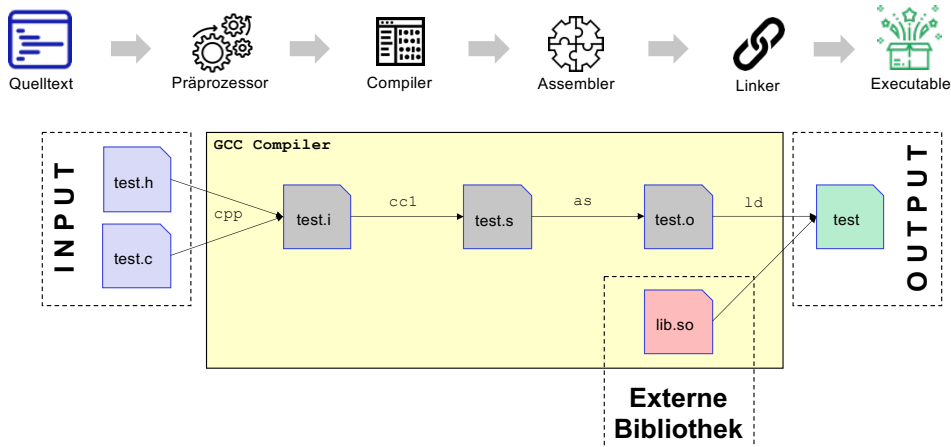 Quelltext
Präprozessor
Compiler
Assembler
Linker
Executable
INPUT
test.h
test.c
GCC Compiler
cpp
test.i
cc1
test.s
as
test.o
ld
lib.so
Externe
Bibliothek
test
OUTPUT